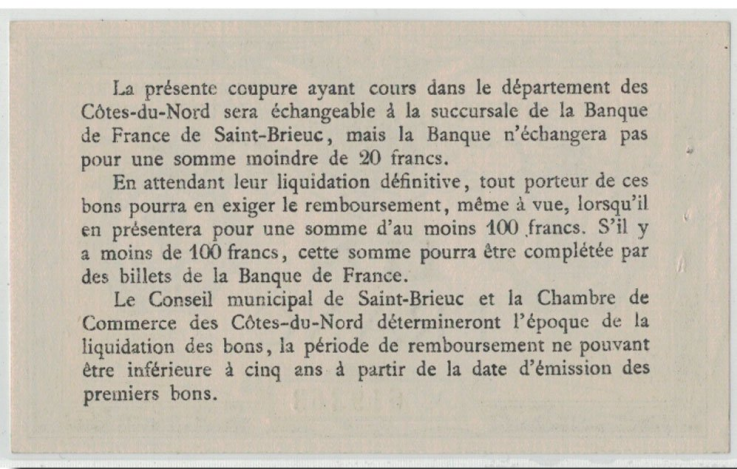 La présente coupure ayant cours dans le département des
Côtes-du-Nord sera échangeable à la succursale de la Banque
de France de Saint-Brieuc, mais la Banque n'échangera pas
pour une somme moindre de 20 francs.
En attendant leur liquidation définitive, tout porteur de ces
bons pourra en exiger le remboursement, même à vue, lorsqu'il
en présentera pour une somme d'au moins 100 francs. S'il y
a moins de 100 francs, cette somme pourra être complétée par
des billets de la Banque de France.
Le Conseil municipal de Saint-Brieuc et la Chambre de
Commerce des Côtes-du-Nord détermineront l'époque de la
liquidation des bons, la période de remboursement ne pouvant
être inférieure à cinq ans à partir de la date d'émission des
premiers bons.